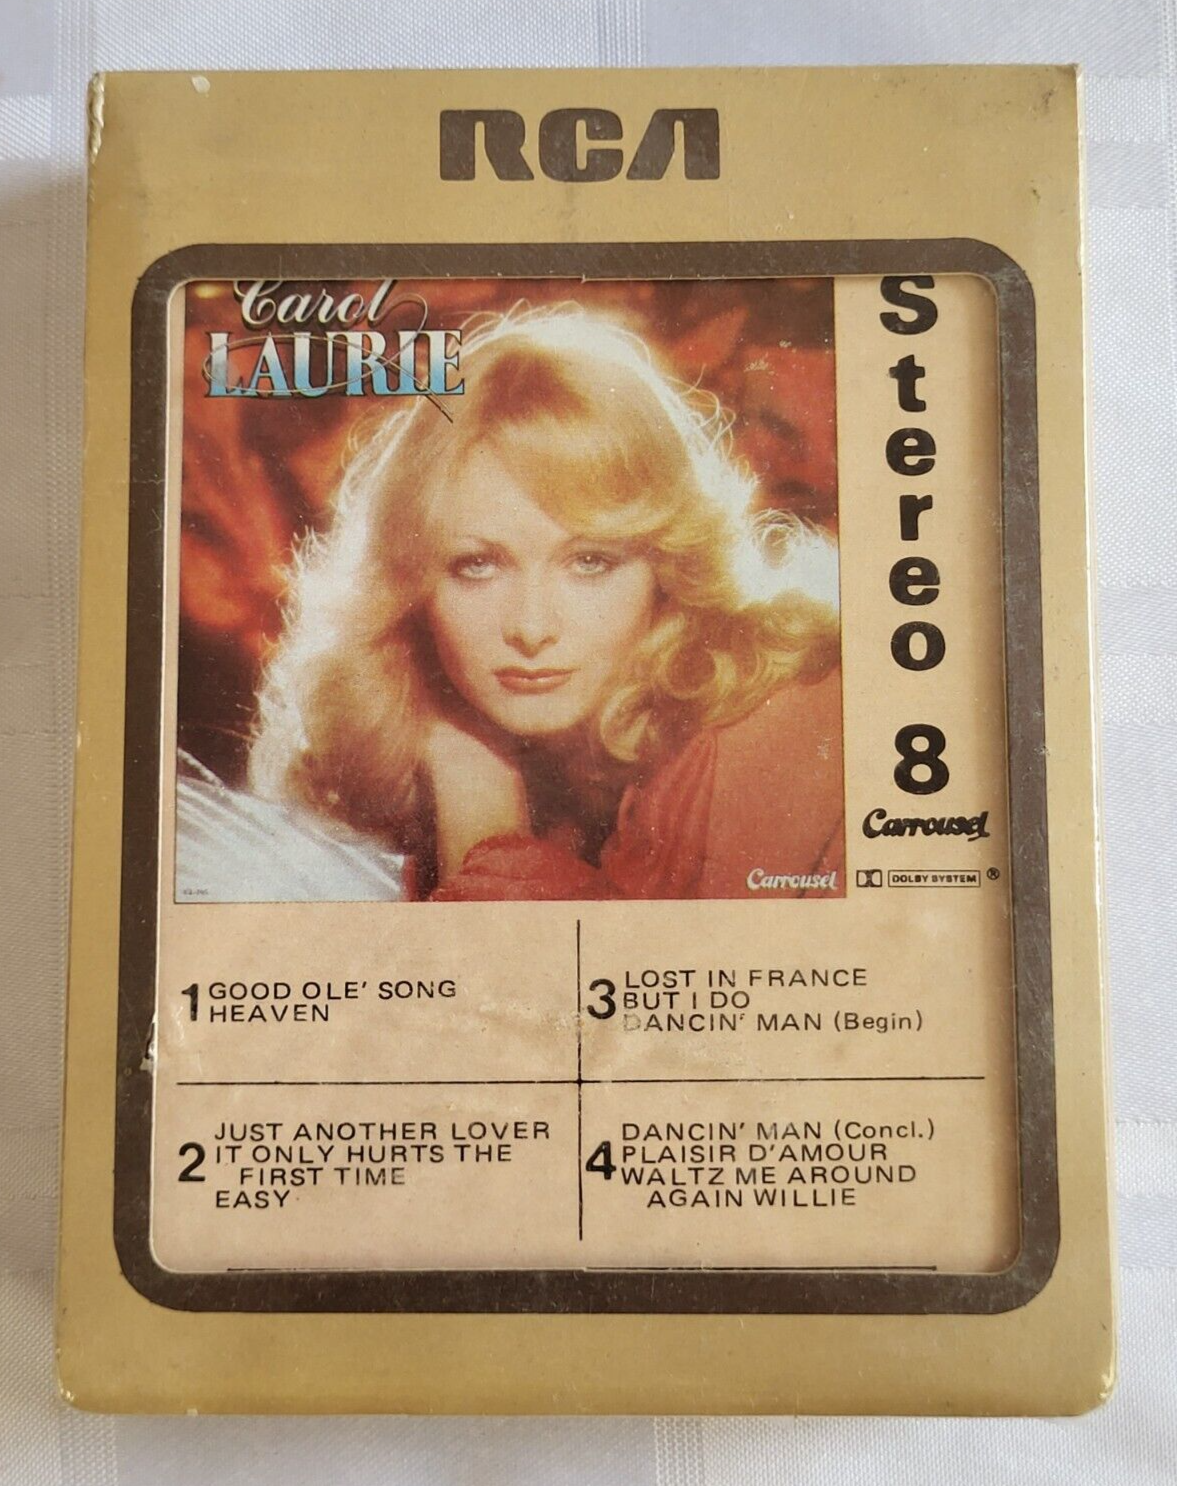 RCA
Carol
LAURIE
Stereo 8
Carrousel
DOLBY SYSTEM ®
Carrousel
1 GOOD OLE' SONG
HEAVEN
2 JUST ANOTHER LOVER
IT ONLY HURTS THE
FIRST TIME
EASY
3 LOST IN FRANCE
BUT I DO
DANCIN' MAN (Begin)
4 DANCIN' MAN (Concl.)
PLAISIR D'AMOUR
WALTZ ME AROUND
AGAIN WILLIE